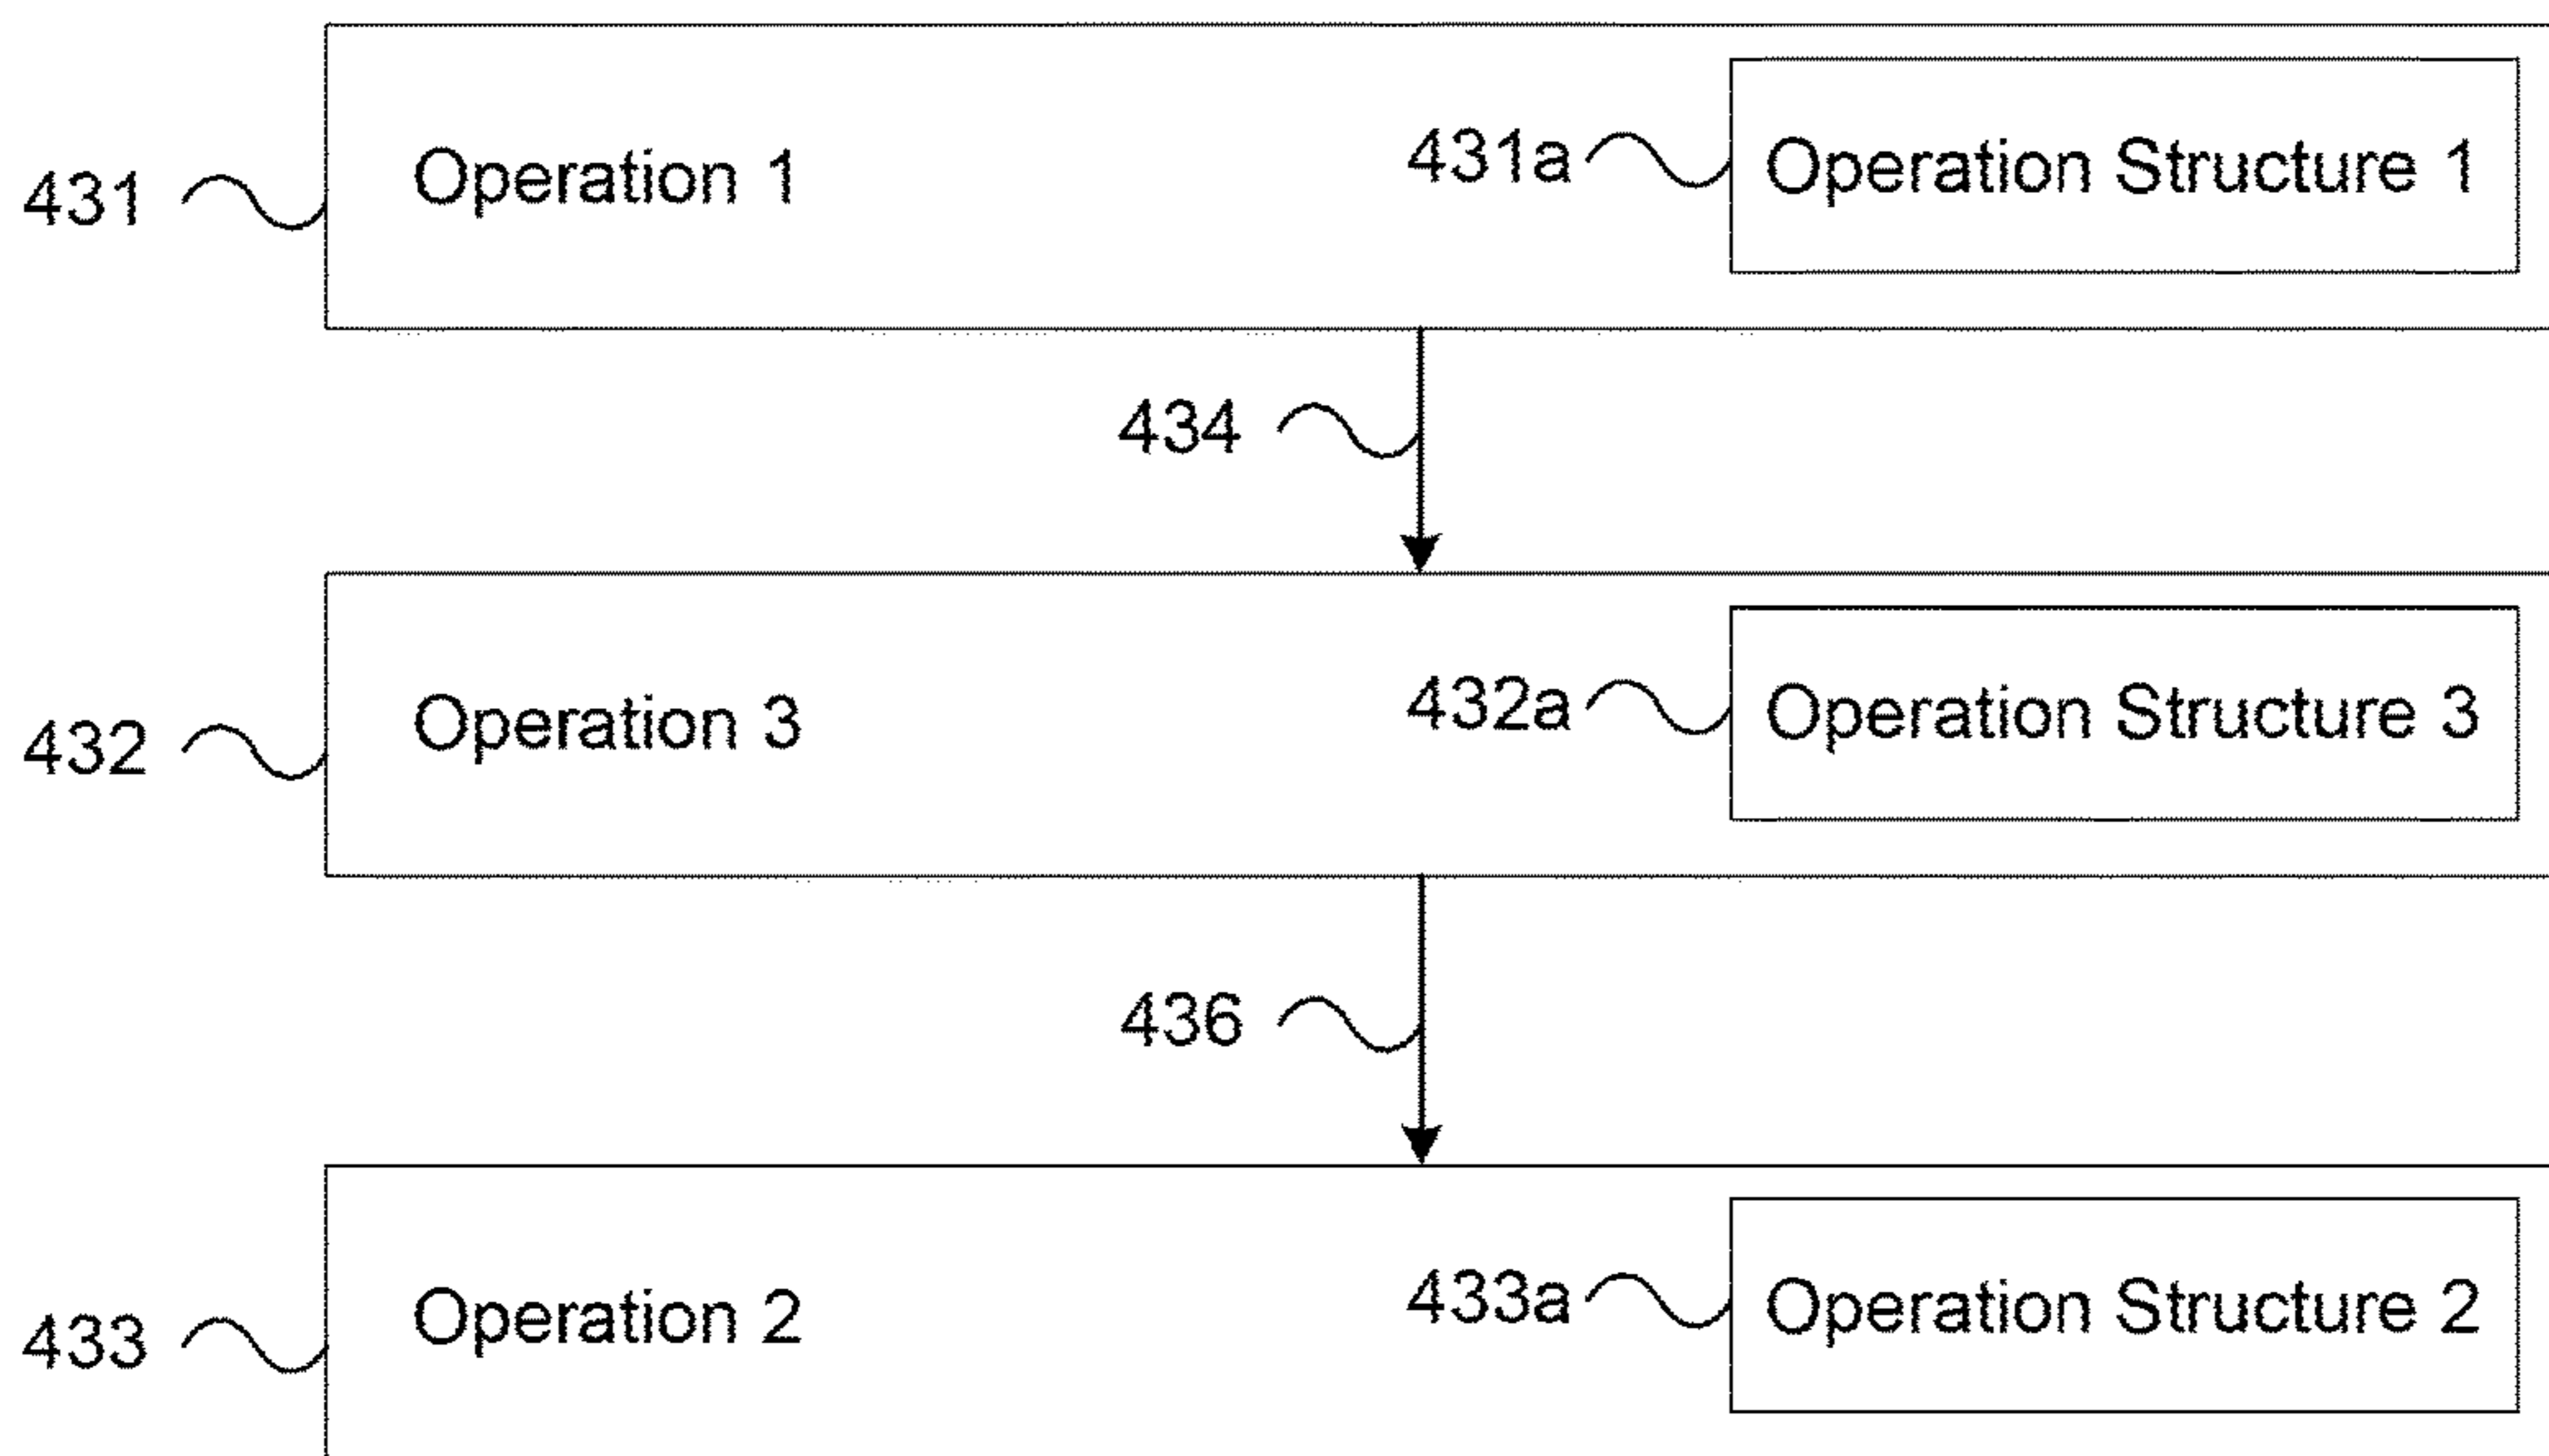 431
Operation 1
431a
Operation Structure 1
434
432
Operation 3
432a
Operation Structure 3
436
433
Operation 2
433a
Operation Structure 2